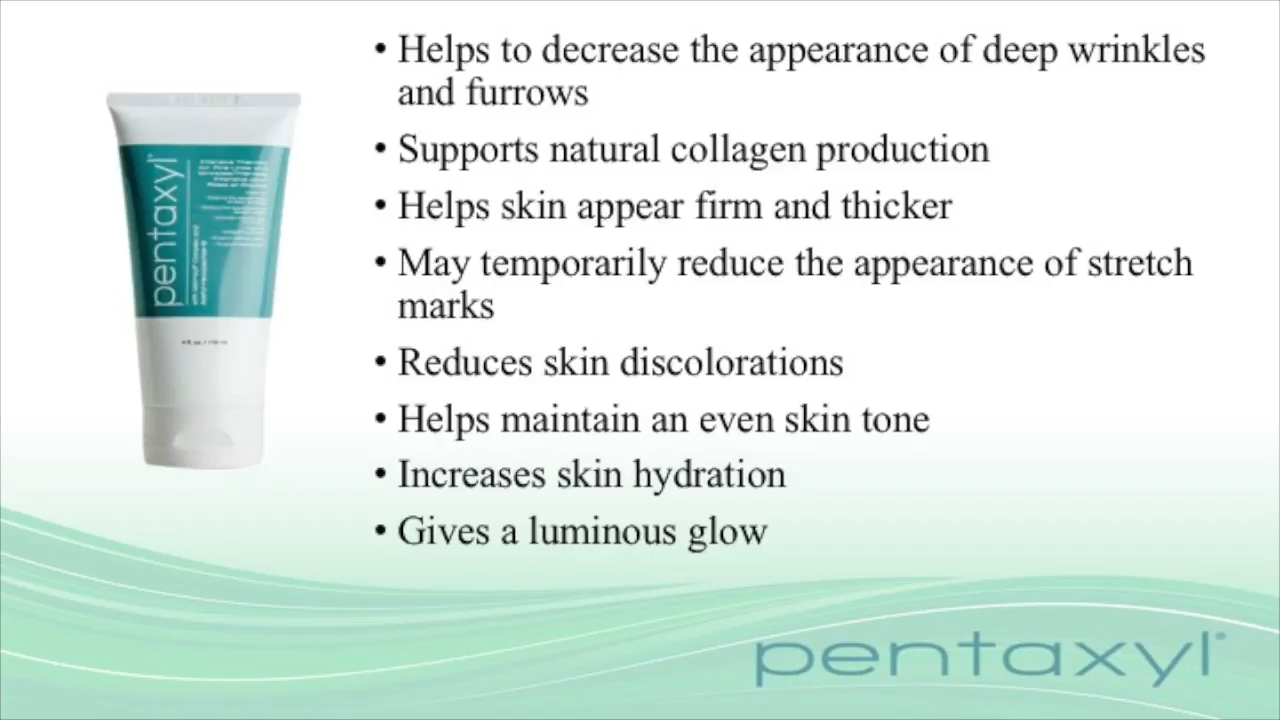 • Helps to decrease the appearance of deep wrinkles
and furrows
• Supports natural collagen production
• Helps skin appear firm and thicker
• May temporarily reduce the appearance of stretch
marks
• Reduces skin discolorations
• Helps maintain an even skin tone
• Increases skin hydration
• Gives a luminous glow
pentaxyl®
pentaxyl®